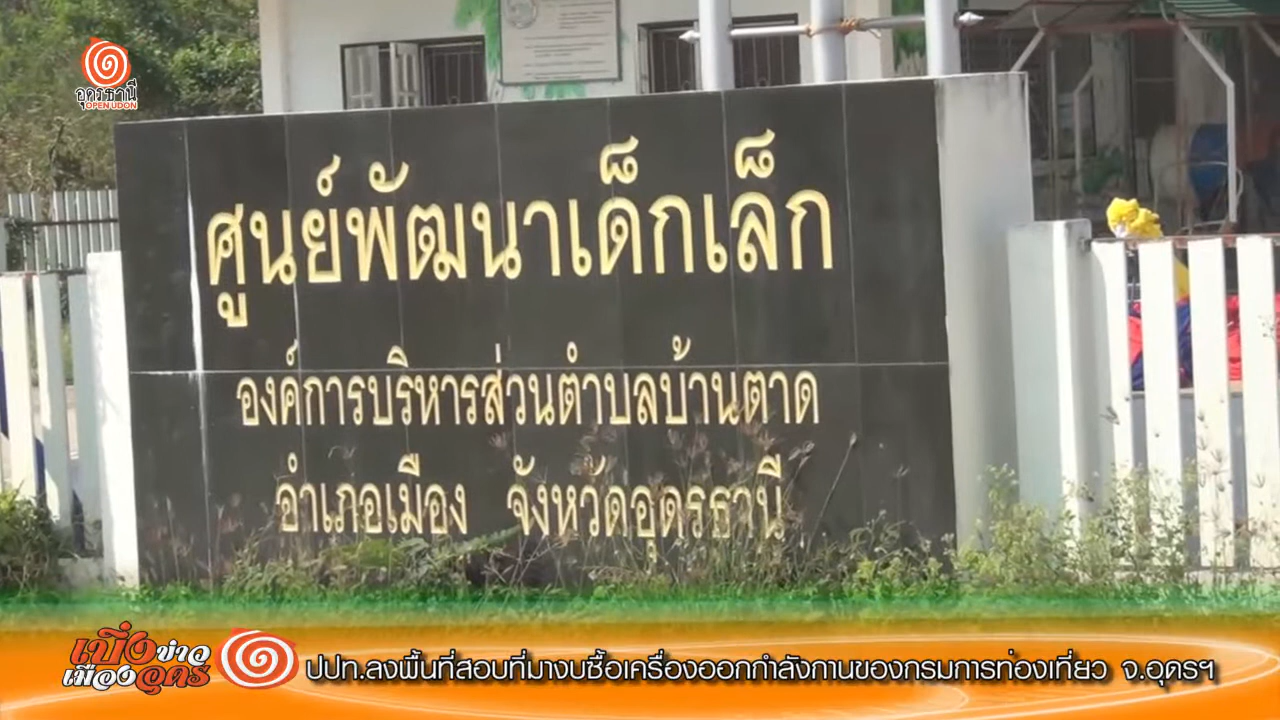 อุดรธานี
OPEN UDON
ศูนย์พัฒนาเด็กเล็ก
องค์การบริหารส่วนตำบลบ้านตาด
อำเภอเมือง จังหวัดอุดรธานี
เบิ่งข่าว
เมืองอุดร
ปปท.ลงพื้นที่สอบที่มางบซื้อเครื่องออกกำลังกายของกรมการท่องเที่ยว จ.อุดรฯ